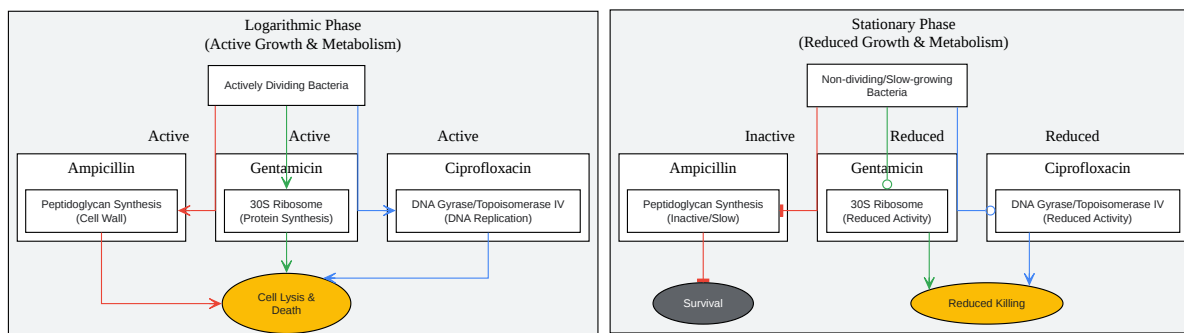 Logarithmic Phase
(Active Growth & Metabolism)
Actively Dividing Bacteria
Active
Active
Active
Ampicillin
Gentamicin
Ciprofloxacin
Peptidoglycan Synthesis
(Cell Wall)
30S Ribosome
(Protein Synthesis)
DNA Gyrase/Topoisomerase IV
(DNA Replication)
Cell Lysis &
Death
Stationary Phase
(Reduced Growth & Metabolism)
Non-dividing/Slow-growing
Bacteria
Inactive
Reduced
Reduced
Ampicillin
Gentamicin
Ciprofloxacin
Peptidoglycan Synthesis
(Inactive/Slow)
30S Ribosome
(Reduced Activity)
DNA Gyrase/Topoisomerase IV
(Reduced Activity)
Survival
Reduced Killing